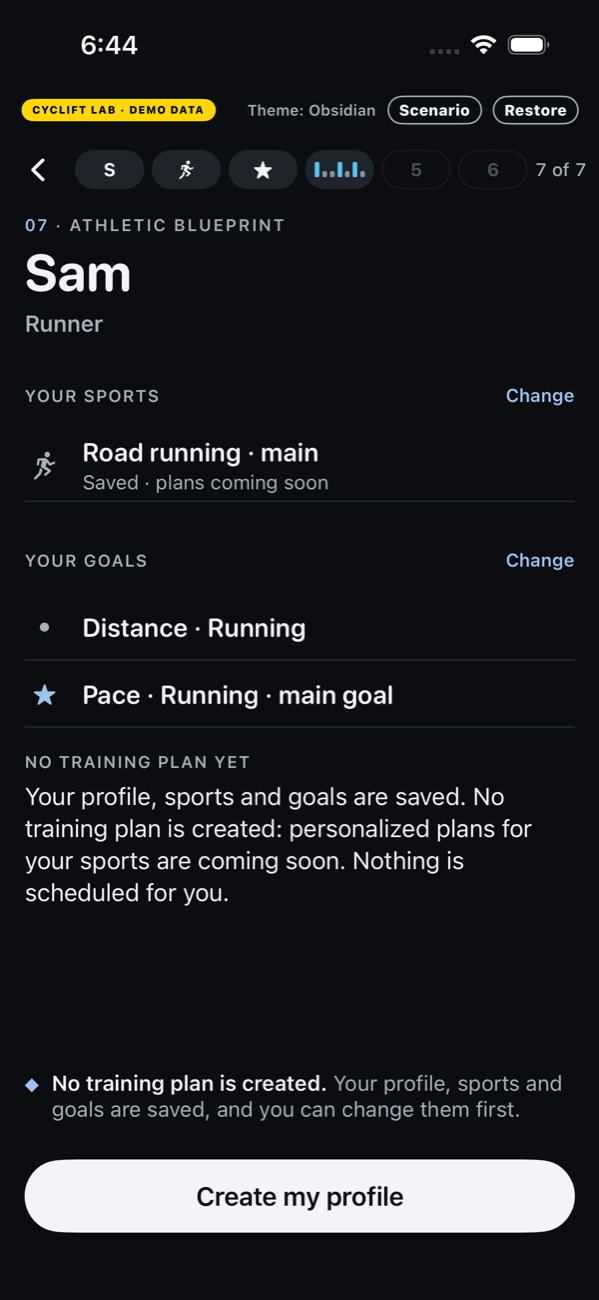 6:44
CYCLIFT LAB · DEMO DATA
Theme: Obsidian
Scenario
Restore
S
5
6
7 of 7
07 · ATHLETIC BLUEPRINT
Sam
Runner
YOUR SPORTS
Change
Road running · main
Saved · plans coming soon
YOUR GOALS
Change
Distance · Running
Pace · Running · main goal
NO TRAINING PLAN YET
Your profile, sports and goals are saved. No
training plan is created: personalized plans for
your sports are coming soon. Nothing is
scheduled for you.
No training plan is created. Your profile, sports and
goals are saved, and you can change them first.
Create my profile